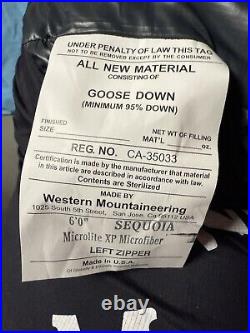 UNDER PENALTY OF LAW THIS TAG
NOT TO BE REMOVED EXCEPT BY THE CONSUMER
ALL NEW MATERIAL
CONSISTING OF
GOOSE DOWN
(MINIMUM 95% DOWN)
FINISHED
SIZE
NET WT OF FILLING
MAT'L oz.
REG. NO. CA-35033
Certification is made by the manufacturer that material
in this article are described in accordance with law.
Contents are Sterilized
MADE BY
Western Mountaineering
1025 South 5th Street, San Jose, CA 95112 USA
6'0" SEQUOIA
Microlite XP Microfiber
LEFT ZIPPER
Made in U.S.A.